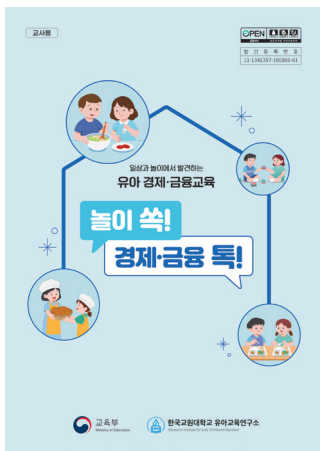 교사용
OPEN
발 간 등 록 번 호
11-1342357-100000-01
일상과 놀이에서 발견하는
유아 경제·금융교육
놀이 쏙!
경제·금융 톡!
교육부
Ministry of Education
한국교원대학교 유아교육연구소